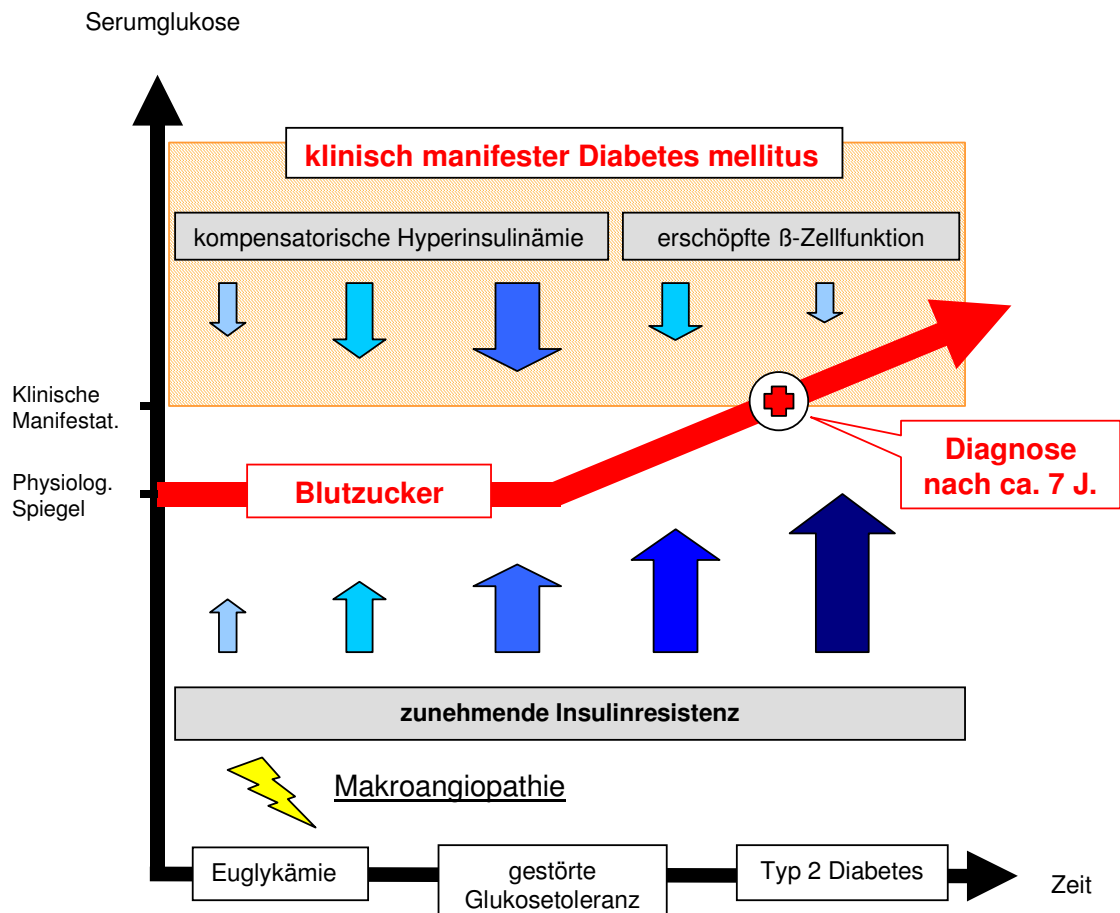 Serumglukose
klinisch manifester Diabetes mellitus
kompensatorische Hyperinsulinämie
erschöpfte ß-Zellfunktion
Klinische
Manifestat.
Physiolog.
Spiegel
Blutzucker
Diagnose
nach ca. 7 J.
zunehmende Insulinresistenz
Makroangiopathie
Euglykämie
gestörte
Glukosetoleranz
Typ 2 Diabetes
Zeit